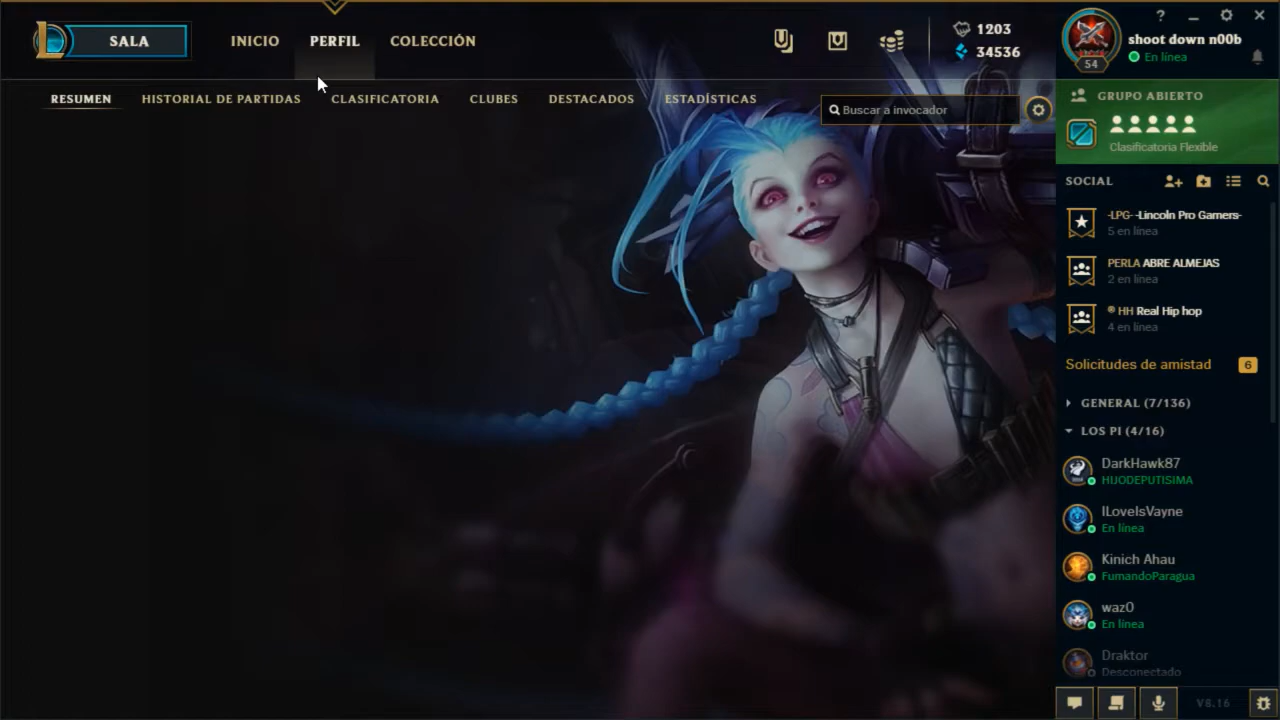 SALA
INICIO
PERFIL
COLECCIÓN
1203
34536
?
shoot down n00b
En línea
54
RESUMEN
HISTORIAL DE PARTIDAS
CLASIFICATORIA
CLUBES
DESTACADOS
ESTADÍSTICAS
Buscar a invocador
GRUPO ABIERTO
Clasificatoria Flexible
SOCIAL
-LPG- -Lincoln Pro Gamers-
5 en línea
PERLA ABRE ALMEJAS
2 en línea
® HH Real Hip hop
4 en línea
Solicitudes de amistad 6
GENERAL (7/136)
LOS PI (4/16)
DarkHawk87
HIJODEPUTISIMA
ILoveIsVayne
En línea
Kinich Ahau
FumandoParagua
waz0
En línea
Draktor
Desconectado
V8.16